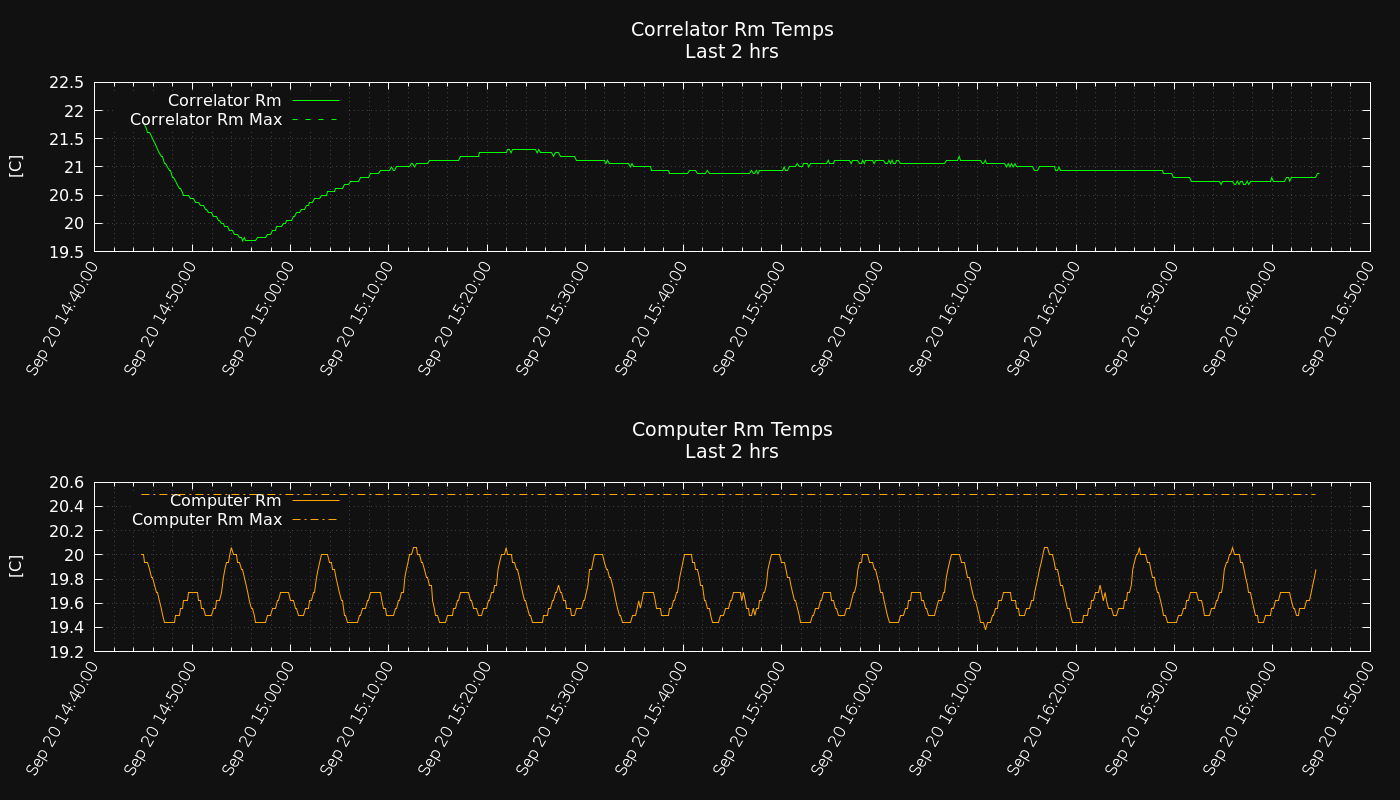 Correlator Rm Temps
Last 2 hrs
22.5
22
21.5
21
20.5
20
19.5
[C]
Correlator Rm
Correlator Rm Max
Sep 20 14:40:00
Sep 20 14:50:00
Sep 20 15:00:00
Sep 20 15:10:00
Sep 20 15:20:00
Sep 20 15:30:00
Sep 20 15:40:00
Sep 20 15:50:00
Sep 20 16:00:00
Sep 20 16:10:00
Sep 20 16:20:00
Sep 20 16:30:00
Sep 20 16:40:00
Sep 20 16:50:00
Computer Rm Temps
Last 2 hrs
20.6
20.4
20.2
20
19.8
19.6
19.4
19.2
[C]
Computer Rm
Computer Rm Max
Sep 20 14:40:00
Sep 20 14:50:00
Sep 20 15:00:00
Sep 20 15:10:00
Sep 20 15:20:00
Sep 20 15:30:00
Sep 20 15:40:00
Sep 20 15:50:00
Sep 20 16:00:00
Sep 20 16:10:00
Sep 20 16:20:00
Sep 20 16:30:00
Sep 20 16:40:00
Sep 20 16:50:00